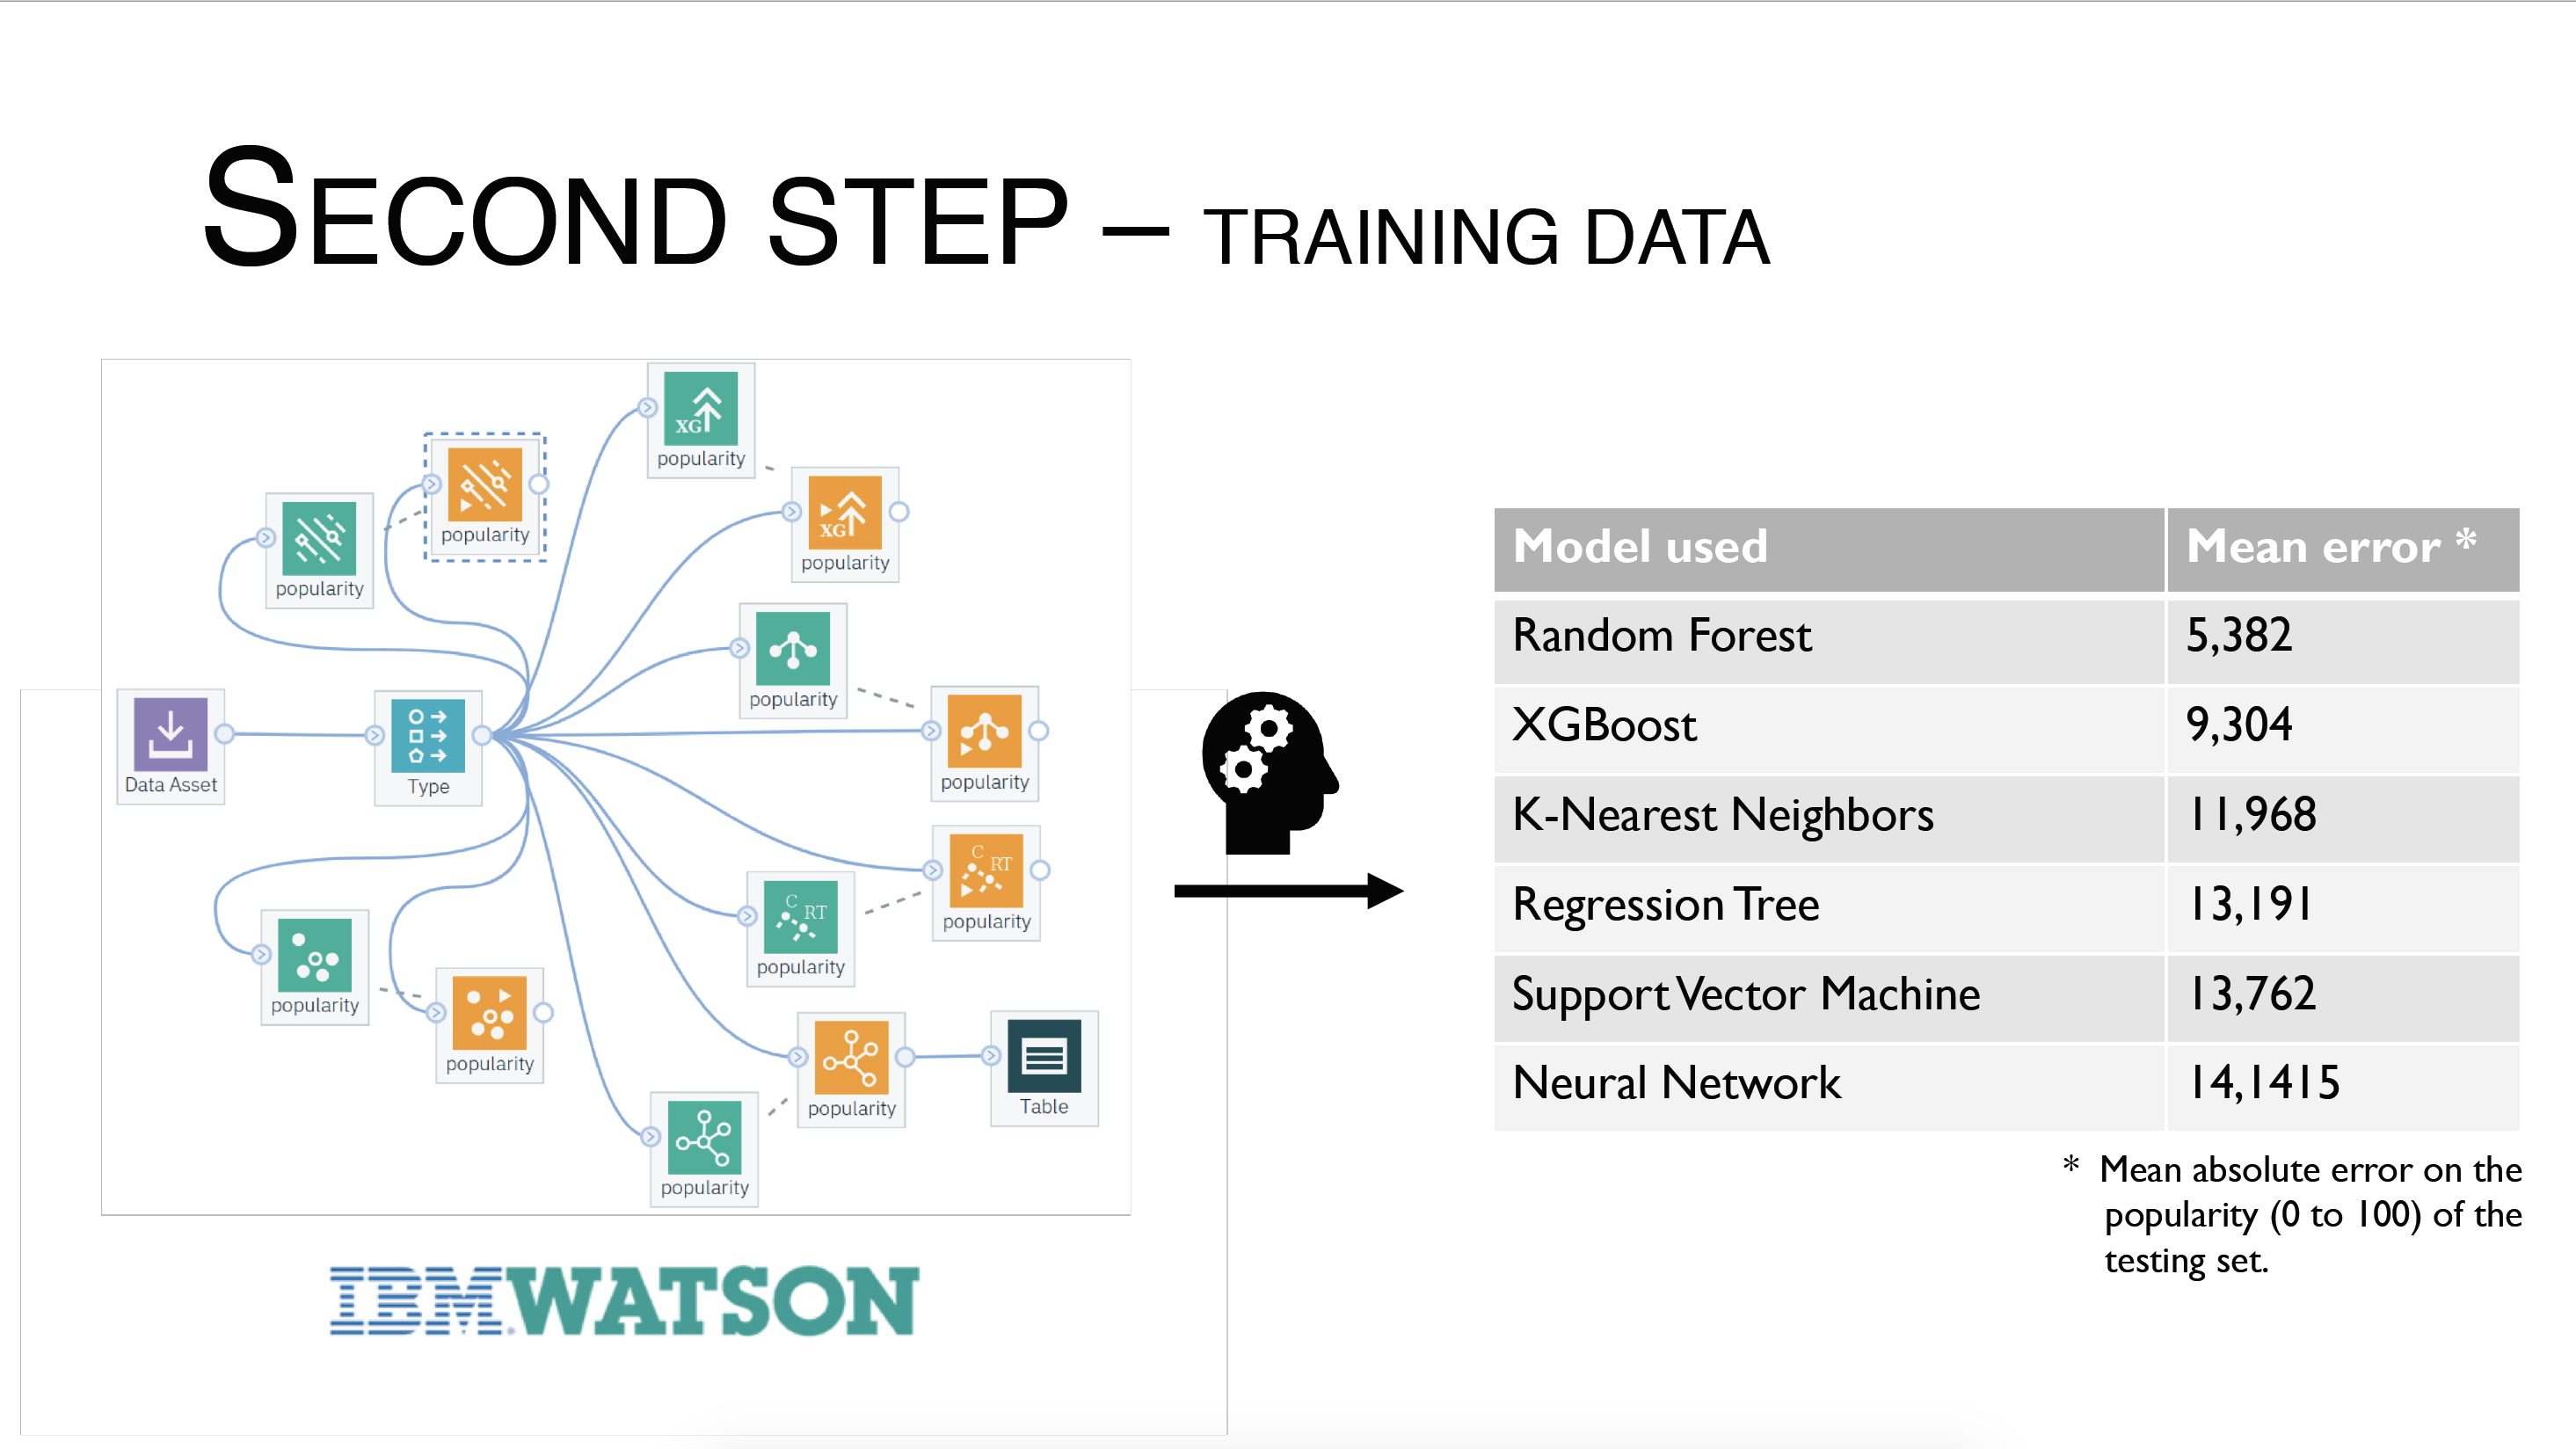 SECOND STEP – TRAINING DATA
XG
popularity
popularity
popularity
XG
popularity
popularity
popularity
Data Asset
Type
C RT
popularity
C RT
popularity
popularity
popularity
popularity
Table
popularity
IBM WATSON
Model used Mean error *
Random Forest 5,382
XGBoost 9,304
K-Nearest Neighbors 11,968
Regression Tree 13,191
Support Vector Machine 13,762
Neural Network 14,1415
* Mean absolute error on the
popularity (0 to 100) of the
testing set.